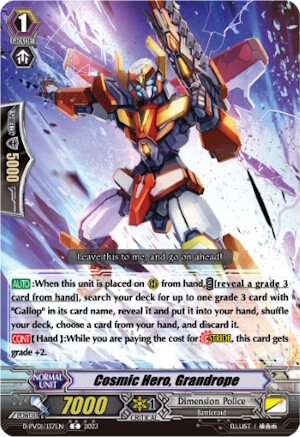 1
GRADE
5000
Leave this to me, and go on ahead!
AUTO :When this unit is placed on from hand, [reveal a grade 3
card from hand], search your deck for up to one grade 3 card with
"Gallop" in its card name, reveal it and put it into your hand, shuffle
your deck, choose a card from your hand, and discard it.
CONT [Hand]:While you are paying the cost for STRIDE, this card gets
grade +2.
NORMAL
UNIT
Cosmic Hero, Grandrope
POWER 7000
1
CRITICAL
Dimension Police
Battleroid
2022
ILLUST /